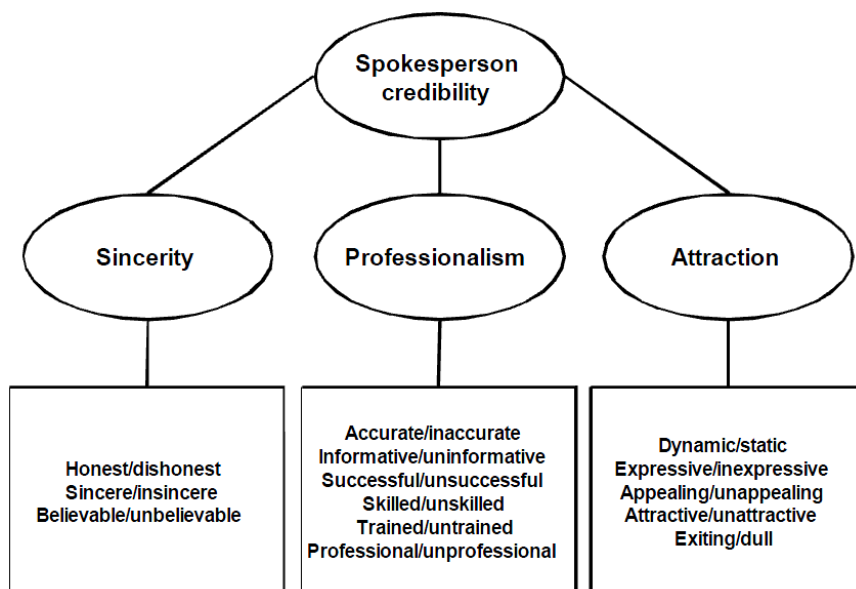 Spokesperson
credibility
Sincerity
Professionalism
Attraction
Honest/dishonest
Sincere/insincere
Believable/unbelievable
Accurate/inaccurate
Informative/uninformative
Successful/unsuccessful
Skilled/unskilled
Trained/untrained
Professional/unprofessional
Dynamic/static
Expressive/inexpressive
Appealing/unappealing
Attractive/unattractive
Exiting/dull